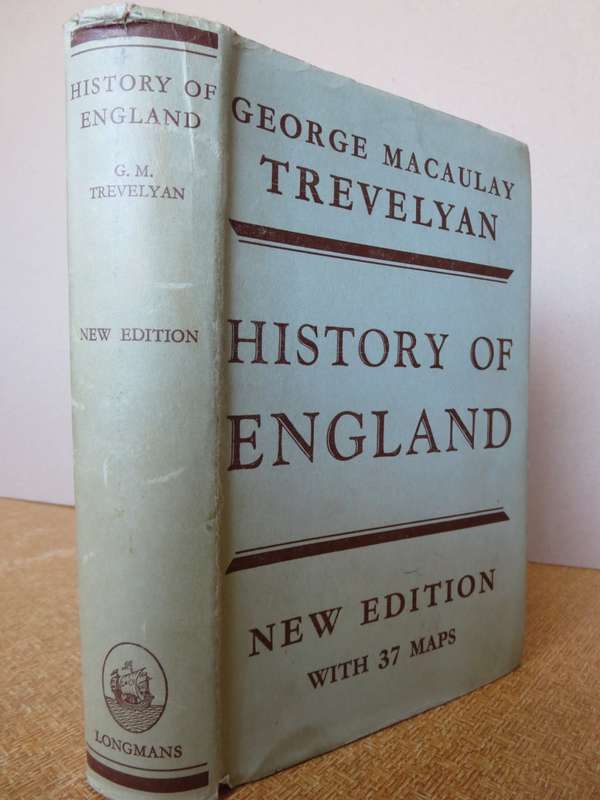 HISTORY OF
ENGLAND
G. M.
TREVELYAN
NEW EDITION
LONGMANS
GEORGE MACAULAY
TREVELYAN
HISTORY OF
ENGLAND
NEW EDITION
WITH 37 MAPS